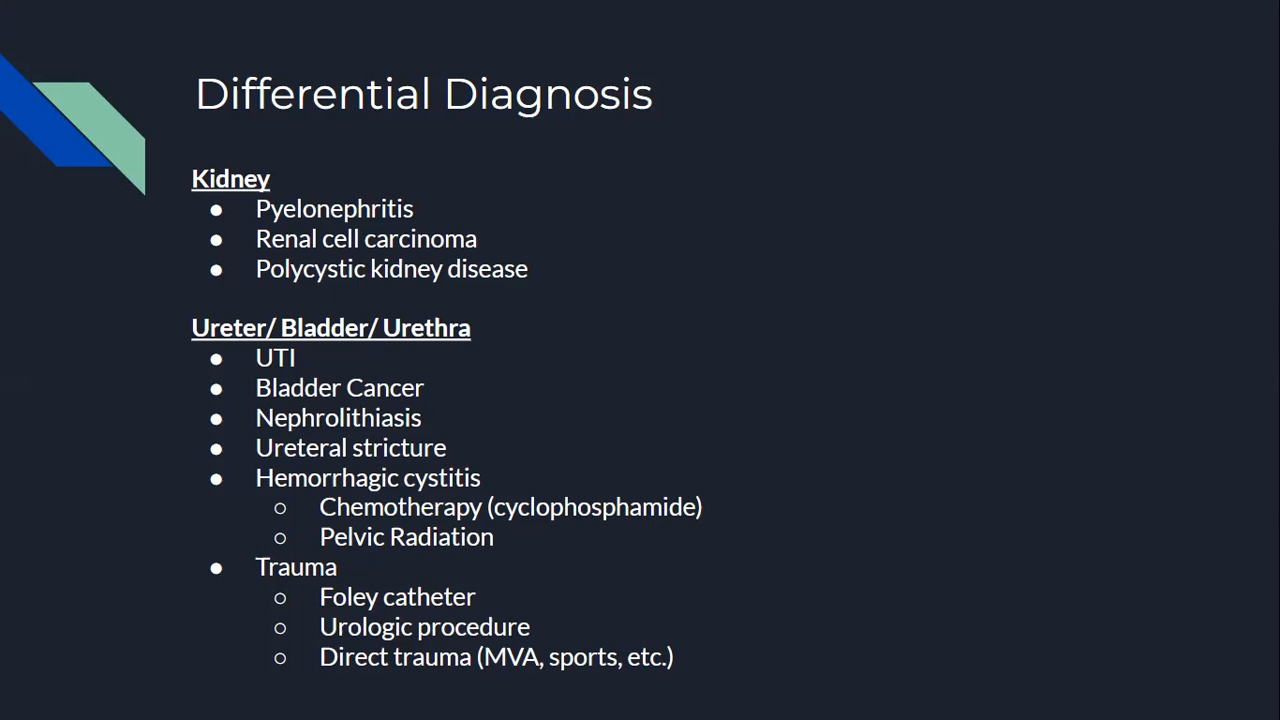 Differential Diagnosis
Kidney
● Pyelonephritis
● Renal cell carcinoma
● Polycystic kidney disease
Ureter/ Bladder/ Urethra
● UTI
● Bladder Cancer
● Nephrolithiasis
● Ureteral stricture
● Hemorrhagic cystitis
○ Chemotherapy (cyclophosphamide)
○ Pelvic Radiation
● Trauma
○ Foley catheter
○ Urologic procedure
○ Direct trauma (MVA, sports, etc.)